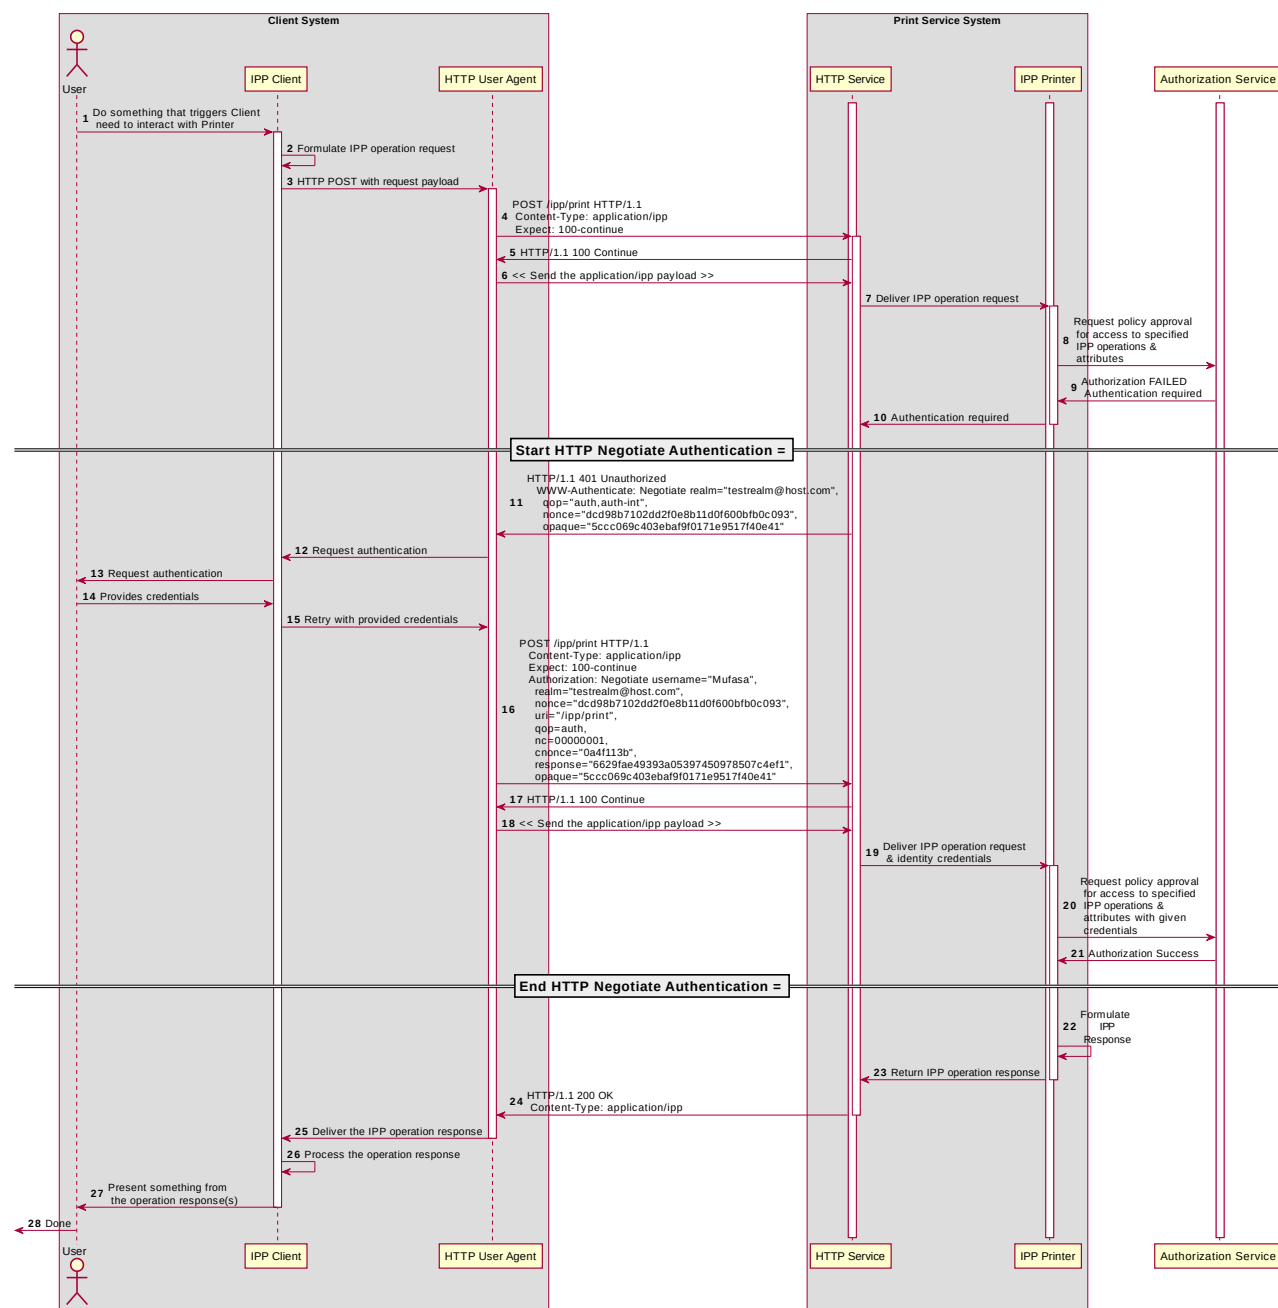 Client System
Print Service System
User
IPP Client
HTTP User Agent
HTTP Service
IPP Printer
Authorization Service
1 Do something that triggers Client
need to interact with Printer
2 Formulate IPP operation request
3 HTTP POST with request payload
POST /ipp/print HTTP/1.1
4 Content-Type: application/ipp
Expect: 100-continue
5 HTTP/1.1 100 Continue
6 << Send the application/ipp payload >>
7 Deliver IPP operation request
Request policy approval
for access to specified
8 IPP operations &
attributes
9 Authorization FAILED
Authentication required
10 Authentication required
Start HTTP Negotiate Authentication =
HTTP/1.1 401 Unauthorized
WWW-Authenticate: Negotiate realm="testrealm@host.com",
11 qop="auth,auth-int",
nonce="dcd98b7102dd2f0e8b11d0f600bfb0c093",
opaque="5ccc069c403ebaf9f0171e9517f40e41"
12 Request authentication
13 Request authentication
14 Provides credentials
15 Retry with provided credentials
POST /ipp/print HTTP/1.1
Content-Type: application/ipp
Expect: 100-continue
Authorization: Negotiate username="Mufasa",
realm="testrealm@host.com",
nonce="dcd98b7102dd2f0e8b11d0f600bfb0c093",
16 uri="/ipp/print",
qop=auth,
nc=00000001,
cnonce="0a4f113b",
response="6629fae49393a05397450978507c4ef1",
opaque="5ccc069c403ebaf9f0171e9517f40e41"
17 HTTP/1.1 100 Continue
18 << Send the application/ipp payload >>
19 Deliver IPP operation request
& identity credentials
Request policy approval
for access to specified
20 IPP operations &
attributes with given
credentials
21 Authorization Success
End HTTP Negotiate Authentication =
Formulate
22 IPP
Response
23 Return IPP operation response
24 HTTP/1.1 200 OK
Content-Type: application/ipp
25 Deliver the IPP operation response
26 Process the operation response
27 Present something from
the operation response(s)
28 Done
User
IPP Client
HTTP User Agent
HTTP Service
IPP Printer
Authorization Service